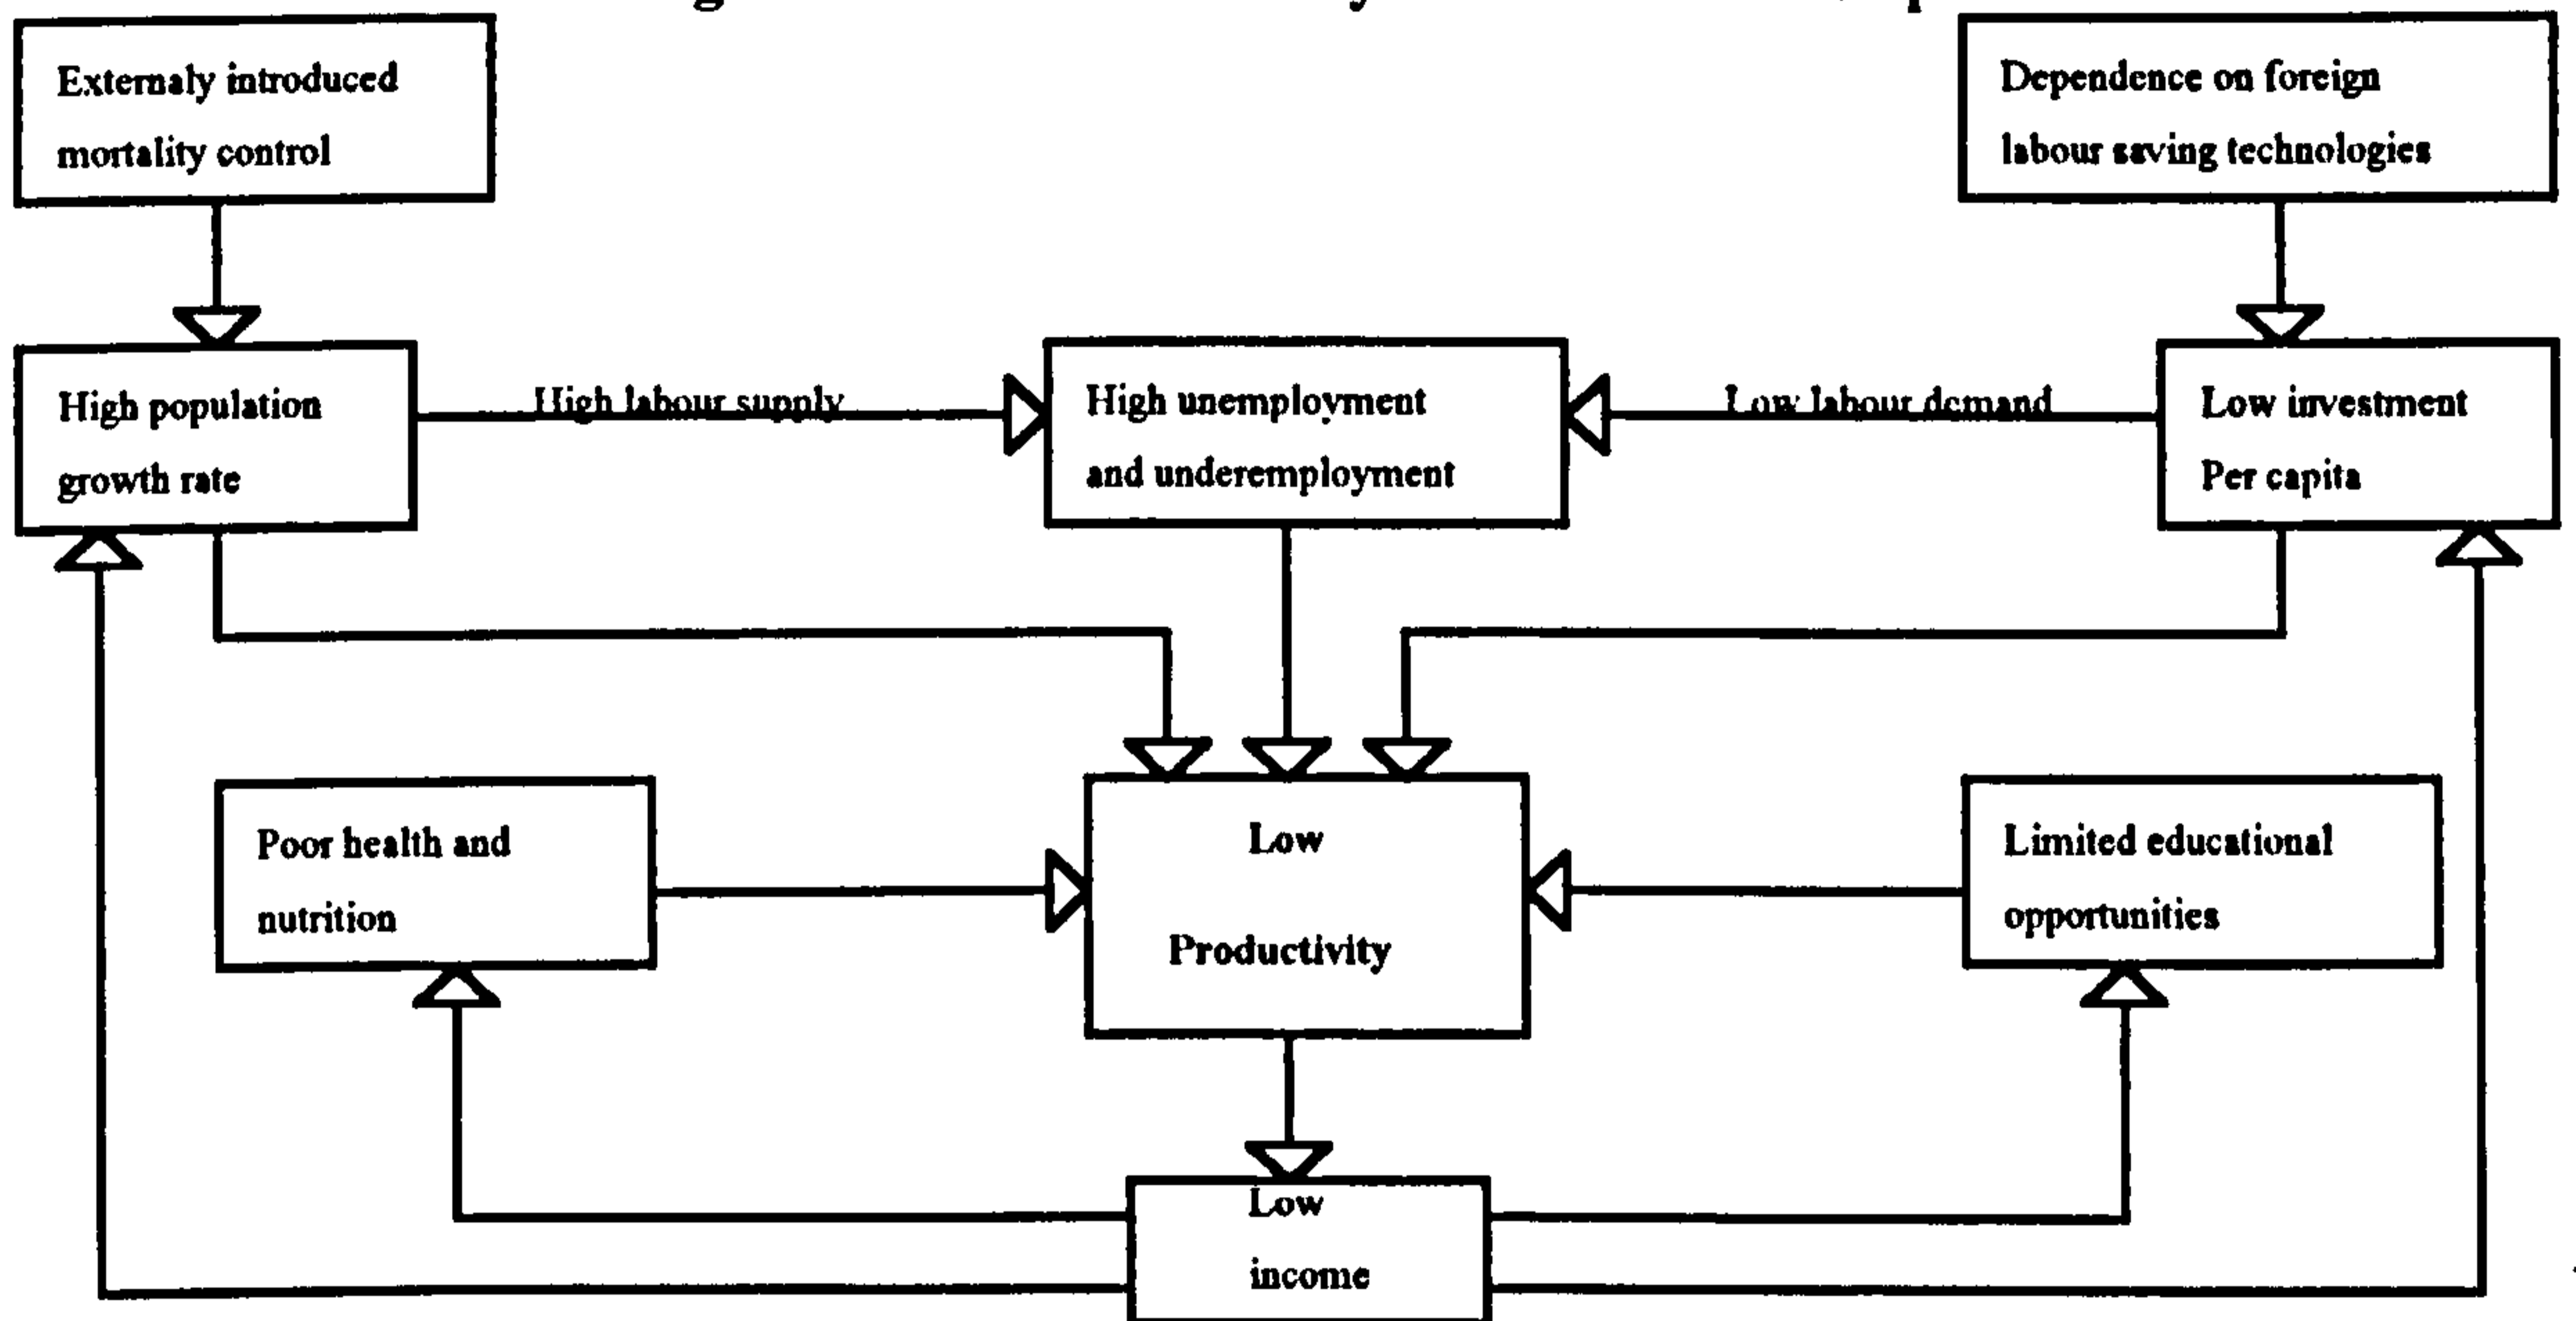 Externaly introduced
mortality control
Dependence on foreign
labour saving technologies
High population
growth rate
High labour supply
High unemployment
and underemployment
Low labour demand
Low investment
Per capita
Poor health and
nutrition
Low
Productivity
Limited educational
opportunities
Low
income